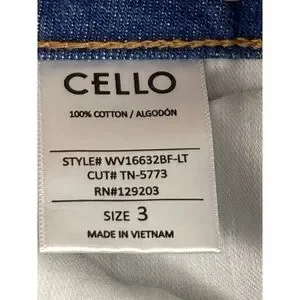 CELLO
100% COTTON / ALGODÓN
STYLE# WV16632BF-LT
CUT# TN-5773
RN#129203
SIZE 3
MADE IN VIETNAM